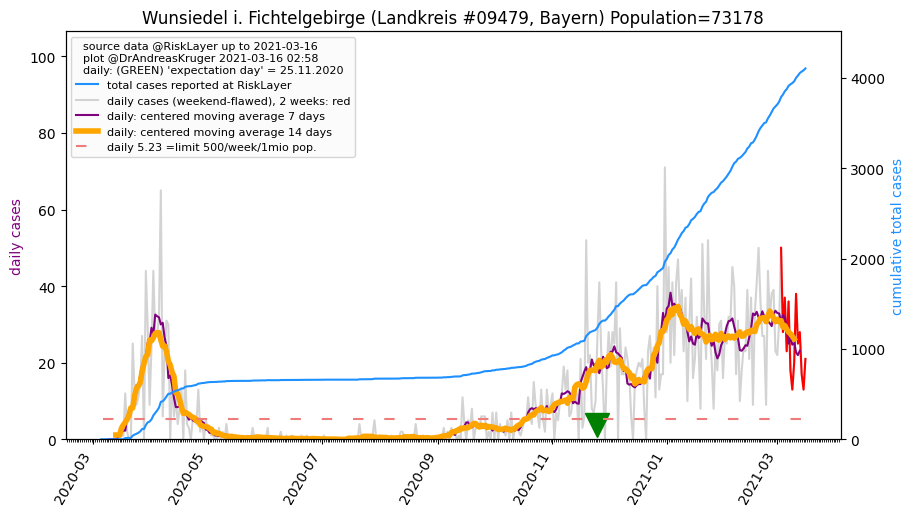 Wunsiedel i. Fichtelgebirge (Landkreis #09479, Bayern) Population=73178
source data @RiskLayer up to 2021-03-16
plot @DrAndreasKruger 2021-03-16 02:58
daily: (GREEN) 'expectation day' = 25.11.2020
total cases reported at RiskLayer
daily cases (weekend-flawed), 2 weeks: red
daily: centered moving average 7 days
daily: centered moving average 14 days
daily 5.23 =limit 500/week/1mio pop.
daily cases
100
80
60
40
20
0
cumulative total cases
4000
3000
2000
1000
0
2020-03
2020-05
2020-07
2020-09
2020-11
2021-01
2021-03